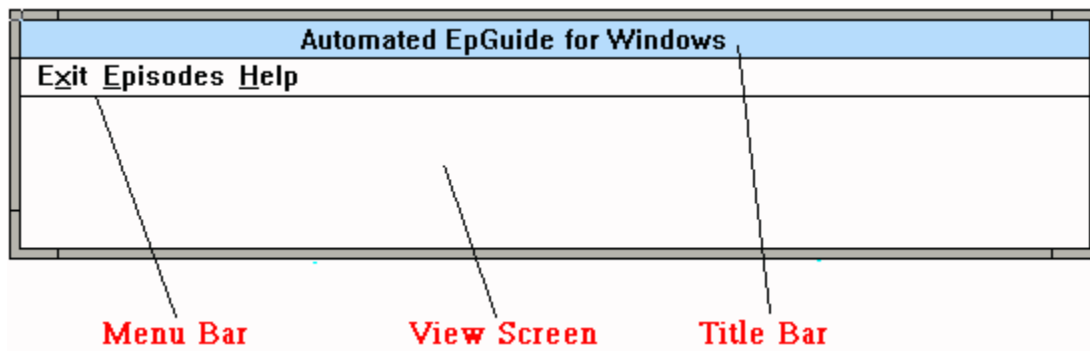 Automated EpGuide for Windows
Exit Episodes Help
Menu Bar View Screen Title Bar